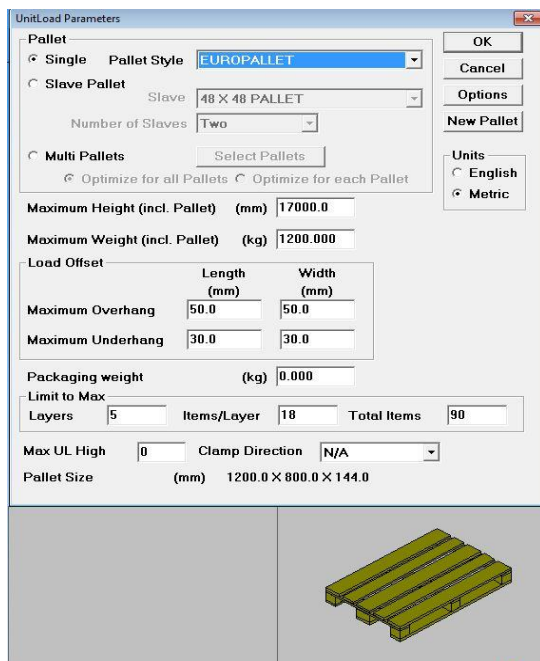 UnitLoad Parameters
Pallet
Single Pallet Style EUROPALLET
Slave Pallet
Slave 48 X 48 PALLET
Number of Slaves Two
Multi Pallets Select Pallets
Optimize for all Pallets Optimize for each Pallet
OK
Cancel
Options
New Pallet
Units
English
Metric
Maximum Height (incl. Pallet) (mm) 17000.0
Maximum Weight (incl. Pallet) (kg) 1200.000
Load Offset
Length Width
(mm) (mm)
Maximum Overhang 50.0 50.0
Maximum Underhang 30.0 30.0
Packaging weight (kg) 0.000
Limit to Max
Layers 5 Items/Layer 18 Total Items 90
Max UL High 0 Clamp Direction N/A
Pallet Size (mm) 1200.0 X 800.0 X 144.0